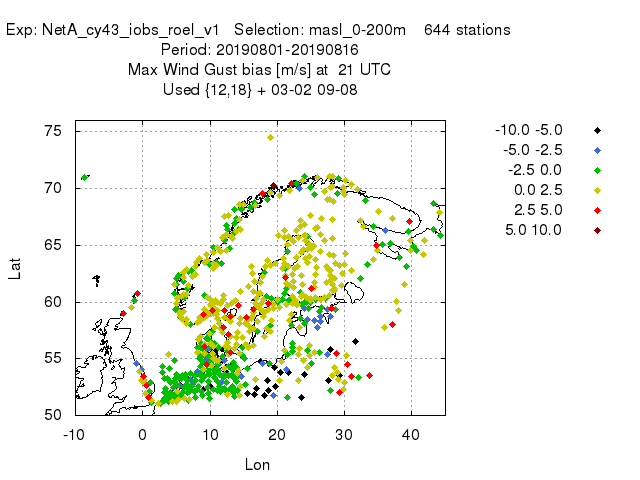 Exp: NetA_cy43_iobs_roel_v1 Selection: masl_0-200m 644 stations
Period: 20190801-20190816
Max Wind Gust bias [m/s] at 21 UTC
Used {12,18} + 03-02 09-08
75
70
65
60
55
50
-10 0 10 20 30 40
Lat
Lon
-10.0 -5.0
-5.0 -2.5
-2.5 0.0
0.0 2.5
2.5 5.0
5.0 10.0